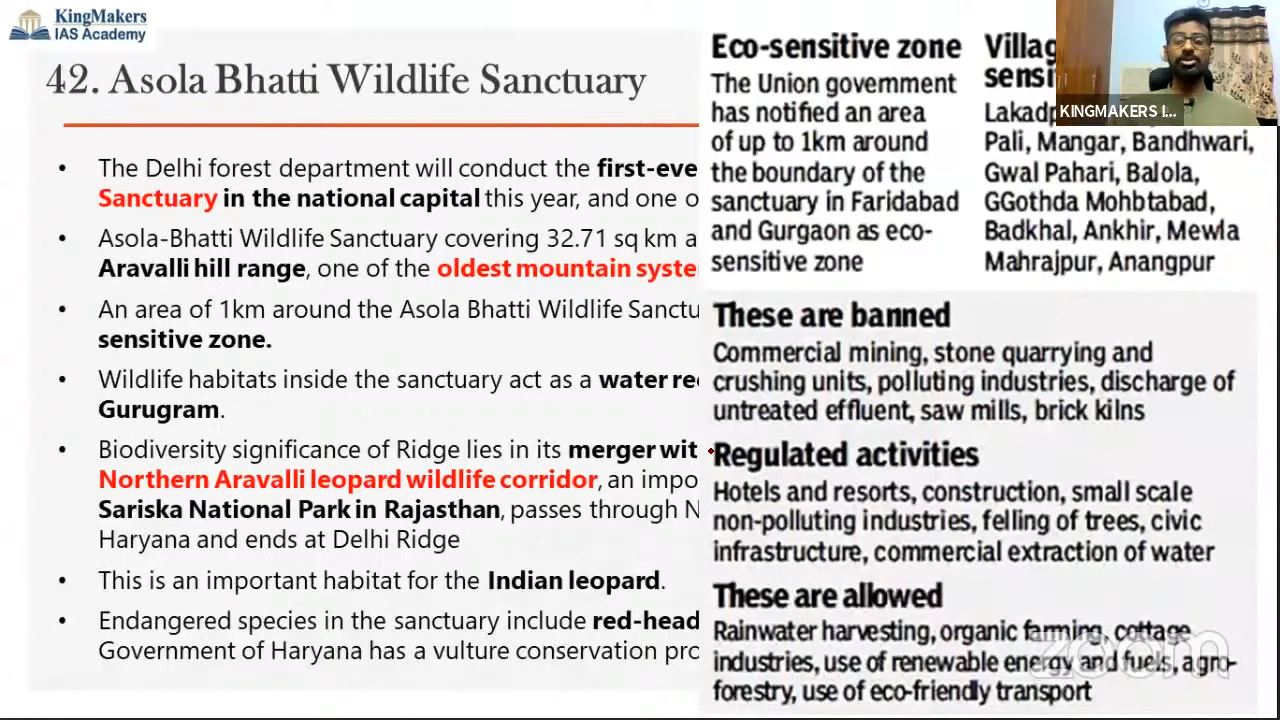 KingMakers
IAS Academy
42. Asola Bhatti Wildlife Sanctuary
The Delhi forest department will conduct the first-eve
Sanctuary in the national capital this year, and one o
Asola-Bhatti Wildlife Sanctuary covering 32.71 sq km a
Aravalli hill range, one of the oldest mountain syste
An area of 1km around the Asola Bhatti Wildlife Sanctu
sensitive zone.
Wildlife habitats inside the sanctuary act as a water re
Gurugram.
Biodiversity significance of Ridge lies in its merger wit
Northern Aravalli leopard wildlife corridor, an impo
Sariska National Park in Rajasthan, passes through N
Haryana and ends at Delhi Ridge
This is an important habitat for the Indian leopard.
Endangered species in the sanctuary include red-head
Government of Haryana has a vulture conservation pro
Eco-sensitive zone
The Union government
has notified an area
of up to 1km around
the boundary of the
sanctuary in Faridabad
and Gurgaon as eco-
sensitive zone
Villag
sensi
Lakadp
Pali, Mangar, Bandhwari,
Gwal Pahari, Balola,
GGothda Mohbtabad,
Badkhal, Ankhir, Mewla
Mahrajpur, Anangpur
KINGMAKERS I...
These are banned
Commercial mining, stone quarrying and
crushing units, polluting industries, discharge of
untreated effluent, saw mills, brick kilns
Regulated activities
Hotels and resorts, construction, small scale
non-polluting industries, felling of trees, civic
infrastructure, commercial extraction of water
These are allowed
Rainwater harvesting, organic farming, cottage
industries, use of renewable energy and fuels, agro-
forestry, use of eco-friendly transport
zoom